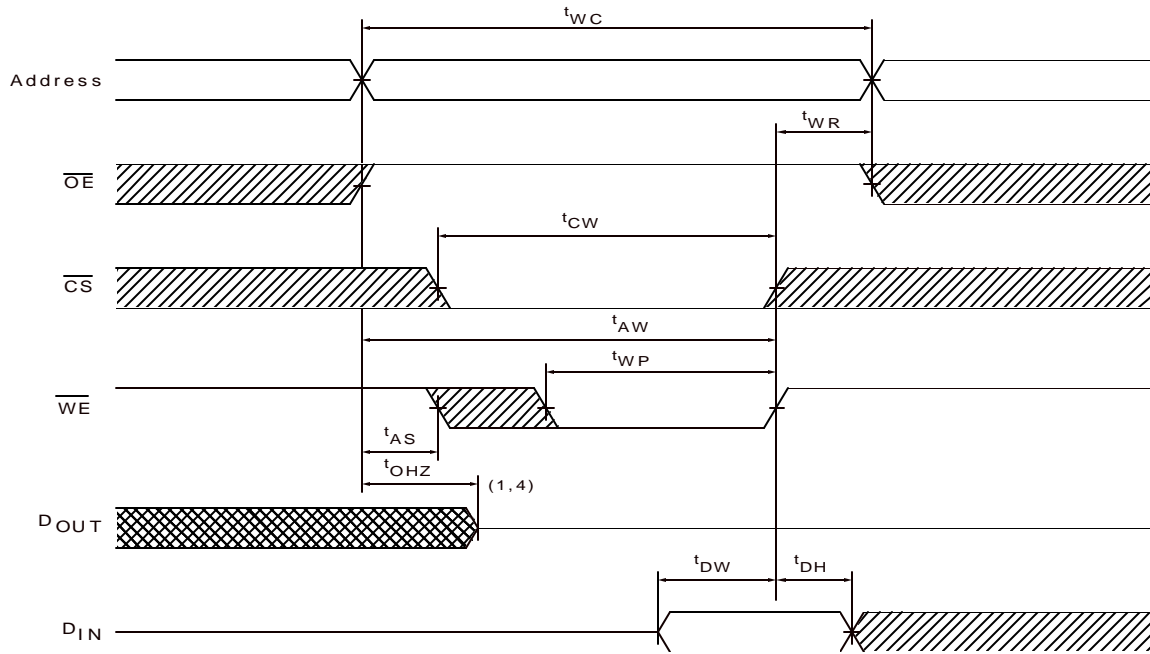 tWC
Address
tWR
OE
tCW
CS
tAW
tWP
WE
tAS
tOHZ
(1,4)
DOUT
tDW
tDH
DIN